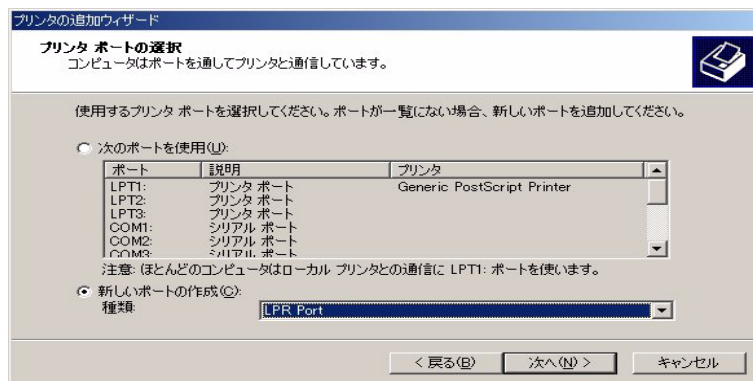 プリンタの追加ウィザード
プリンタ ポートの選択
コンピュータはポートを通してプリンタと通信しています。
使用するプリンタ ポートを選択してください。ポートが一覧にない場合、新しいポートを追加してください。
次のポートを使用(U):
ポート 説明 プリンタ
LPT1: プリンタ ポート Generic PostScript Printer
LPT2: プリンタ ポート
LPT3: プリンタ ポート
COM1: シリアル ポート
COM2: シリアル ポート
COM3: シリアル ポート
注意: ほとんどのコンピュータはローカル プリンタとの通信に LPT1: ポートを使います。
新しいポートの作成(C):
種類: LPR Port
< 戻る(B) 次へ(N) > キャンセル